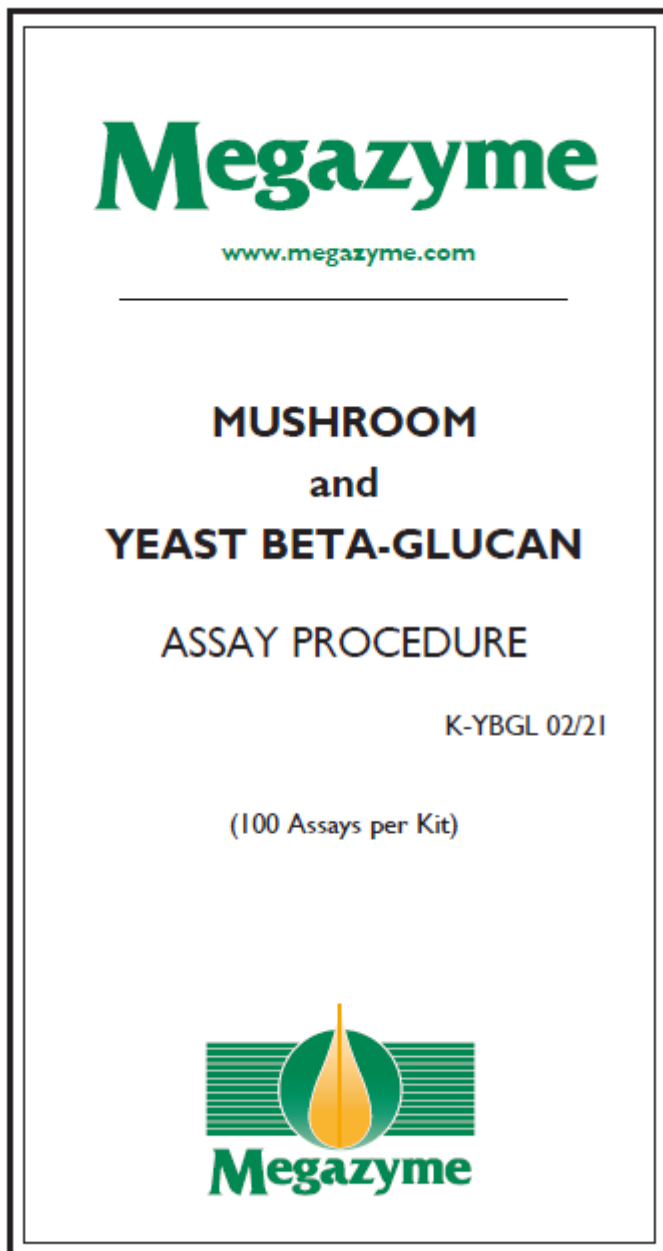 Megazyme
www.megazyme.com
MUSHROOM
and
YEAST BETA-GLUCAN
ASSAY PROCEDURE
K-YBGL 02/21
(100 Assays per Kit)
Megazyme